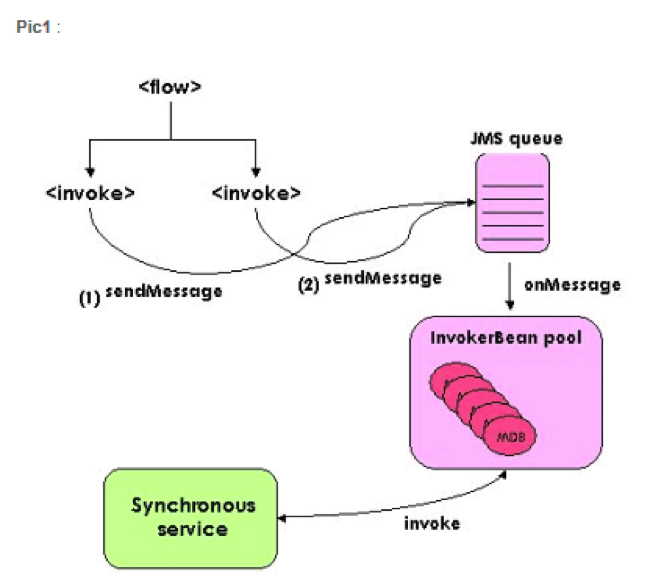 Pic1 :
<flow>
JMS queue
<invoke>
<invoke>
(1) sendMessage
(2) sendMessage
onMessage
InvokerBean pool
MDB
Synchronous
service
invoke